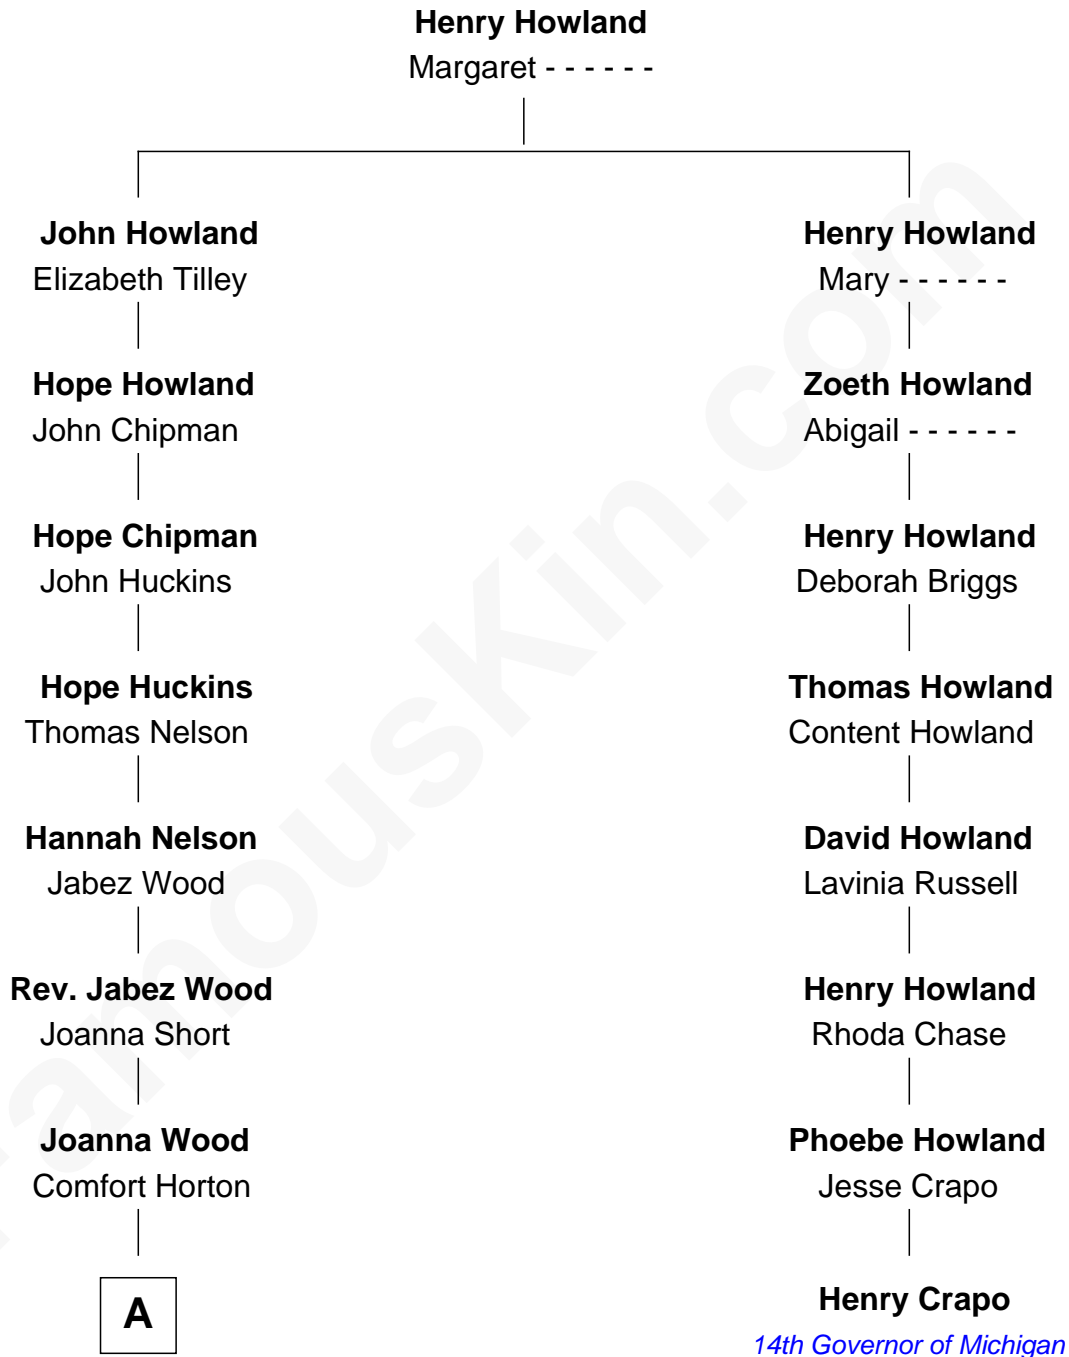 Henry Howland
Margaret - - - - - -
John Howland
Elizabeth Tilley
Henry Howland
Mary - - - - - -
Hope Howland
John Chipman
Zoeth Howland
Abigail - - - - - -
Hope Chipman
John Huckins
Henry Howland
Deborah Briggs
Hope Huckins
Thomas Nelson
Thomas Howland
Content Howland
Hannah Nelson
Jabez Wood
David Howland
Lavinia Russell
Rev. Jabez Wood
Joanna Short
Henry Howland
Rhoda Chase
Joanna Wood
Comfort Horton
Phoebe Howland
Jesse Crapo
A
Henry Crapo
14th Governor of Michigan
FamousKin.com